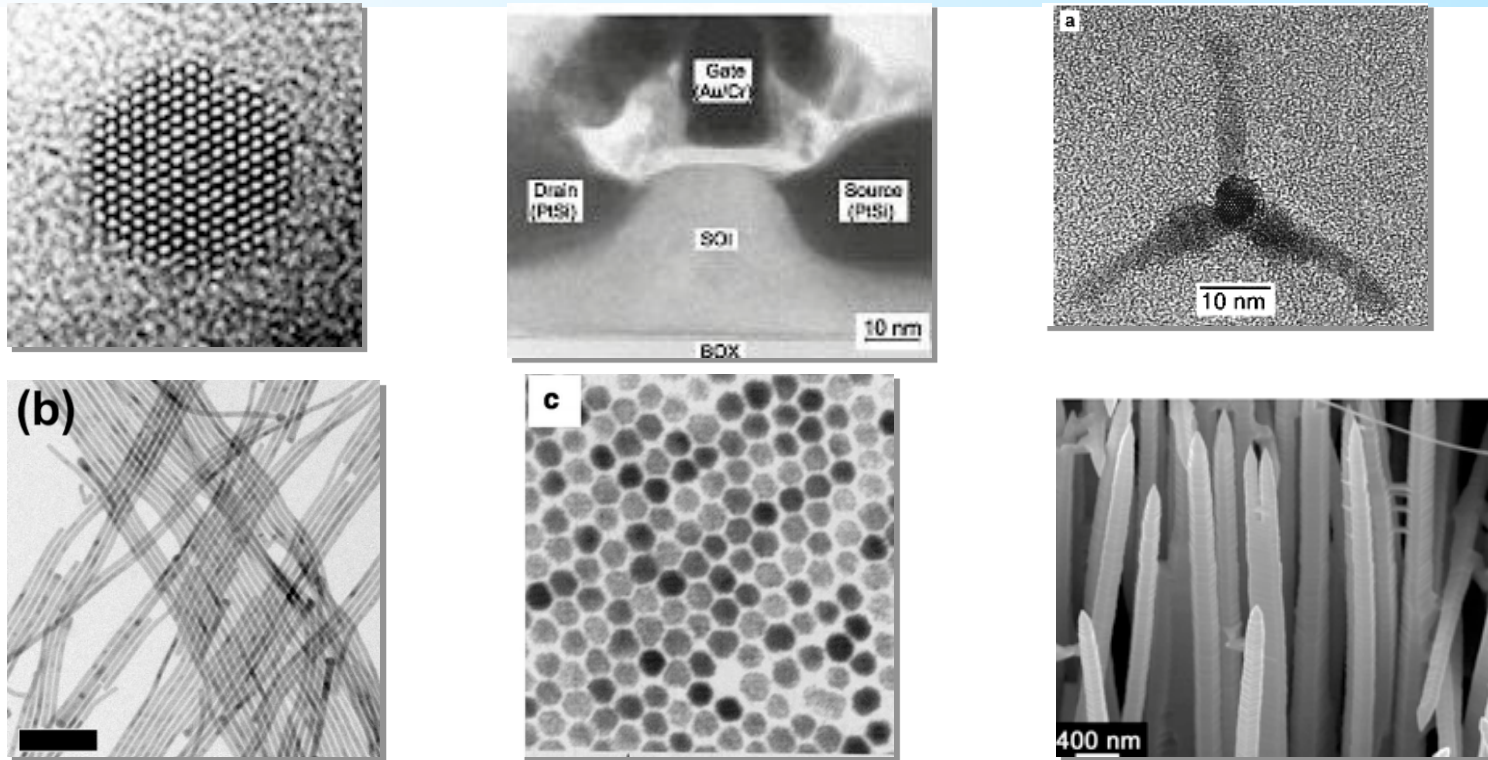 Gate
(Au/Cr)
Drain
(PtSi)
Source
(PtSi)
SOI
10 nm
BOX
a
10 nm
(b)
c
400 nm